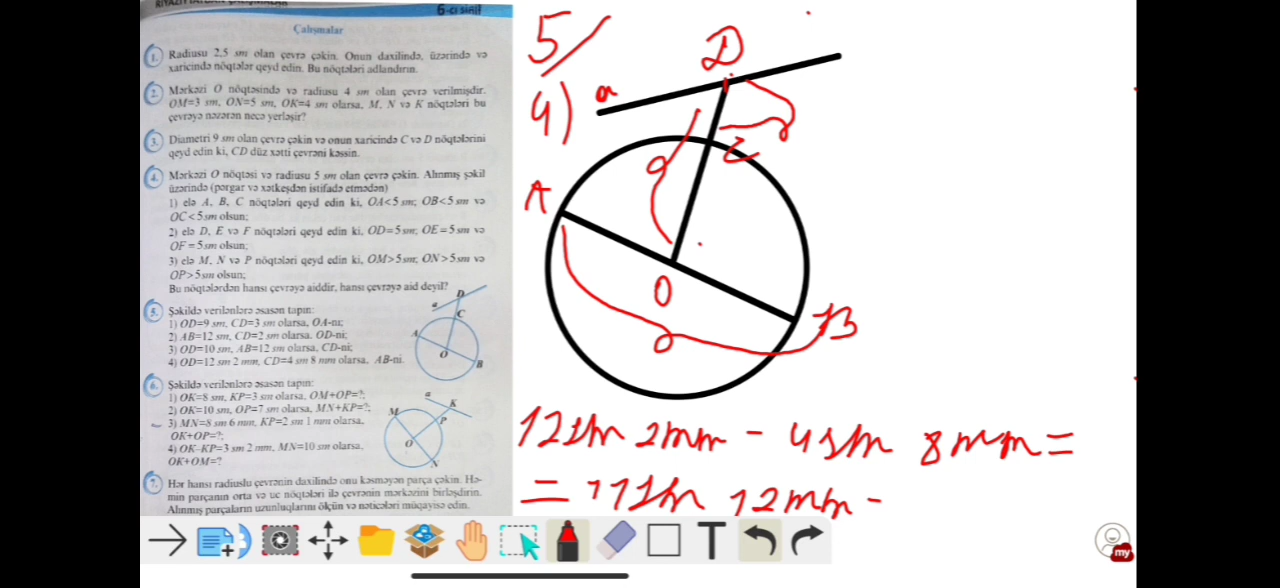 6-cı sinif
Çalışmalar
1. Radiusu 2,5 sm olan çevrə çəkin. Onun daxilində, üzərində və
xaricində nöqtələr qeyd edin. Bu nöqtələri adlandırın.
2. Mərkəzi O nöqtəsində və radiusu 4 sm olan çevrə verilmişdir.
OM=3 sm, ON=5 sm, OK=4 sm olarsa, M, N və K nöqtələri bu
çevrəyə nəzərən necə yerləşir?
3. Diametri 9 sm olan çevrə çəkin və onun xaricində C və D nöqtələrini
qeyd edin ki, CD düz xətti çevrəni kəssin.
4. Mərkəzi O nöqtəsi və radiusu 5 sm olan çevrə çəkin. Alınmış şəkil
üzərində (pərgar və xətkeşdən istifadə etmədən)
1) elə A, B, C nöqtələri qeyd edin ki, OA<5 sm; OB<5 sm və
OC<5 sm olsun;
2) elə D, E və F nöqtələri qeyd edin ki, OD=5 sm; OE=5 sm və
OF=5 sm olsun;
3) elə M, N və P nöqtələri qeyd edin ki, OM>5 sm; ON>5 sm və
OP>5 sm olsun;
Bu nöqtələrdən hansı çevrəyə aiddir, hansı çevrəyə aid deyil?
5. Şəkildə verilənlərə əsasən tapın:
1) OD=9 sm, CD=3 sm olarsa, OA-nı;
2) AB=12 sm, CD=2 sm olarsa, OD-ni;
3) OD=10 sm, AB=12 sm olarsa, CD-ni;
4) OD=12 sm 2 mm, CD=4 sm 8 mm olarsa, AB-ni.
a D
C
A
O
B
6. Şəkildə verilənlərə əsasən tapın:
1) OK=8 sm, KP=3 sm olarsa, OM+OP=?;
2) OK=10 sm, OP=7 sm olarsa, MN+KP=?;
3) MN=8 sm 6 mm, KP=2 sm 1 mm olarsa,
OK+OP=?;
4) OK-KP=3 sm 2 mm, MN=10 sm olarsa,
OK+OM=?
a
K
M
P
O
N
7. Hər hansı radiuslu çevrənin daxilində onu kəsməyən parça çəkin. Hə-
min parçanın orta və uc nöqtələri ilə çevrənin mərkəzini birləşdirin.
Alınmış parçaların uzunluqlarını ölçün və nəticələri müqayisə edin.
5/
4)
a
D
C
A
O
B
12 sm 2mm - 4 sm 8 mm =
= 11 sm 12 mm -
T
my